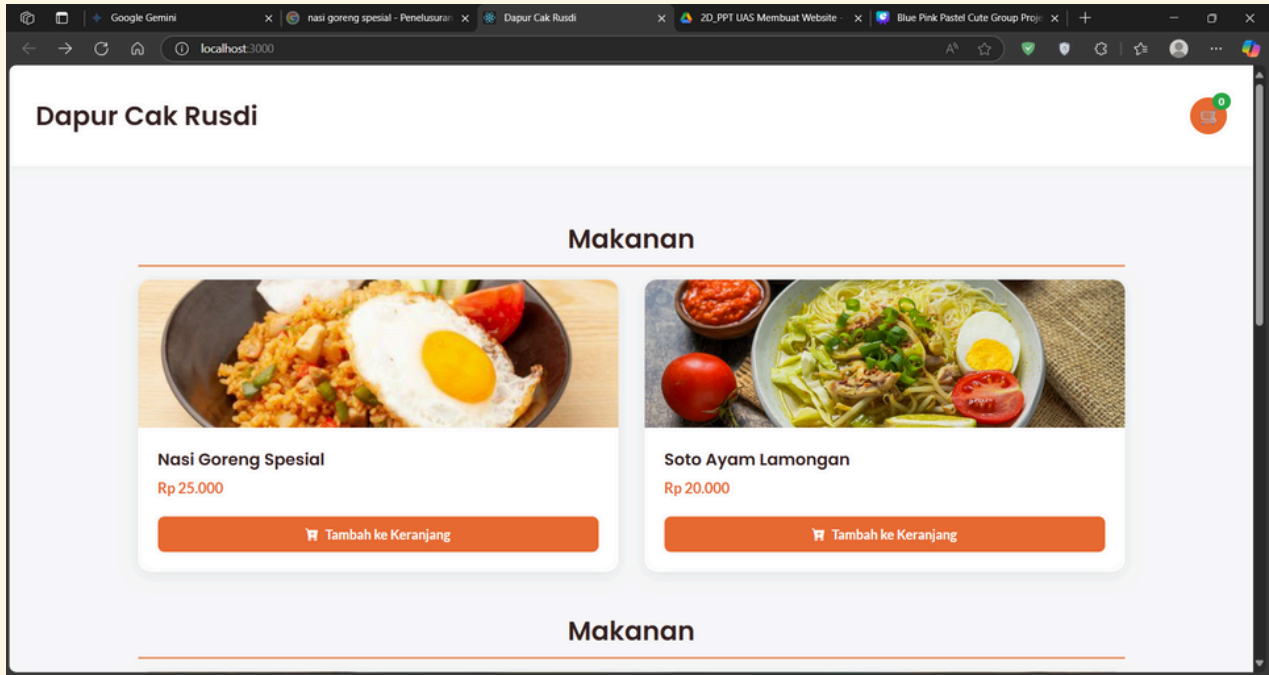 Google Gemini
nasi goreng spesial - Penelusuran
Dapur Cak Rusdi
2D_PPT UAS Membuat Website -
Blue Pink Pastel Cute Group Proje
localhost:3000
Dapur Cak Rusdi
0
Makanan
Nasi Goreng Spesial
Rp 25.000
Tambah ke Keranjang
Soto Ayam Lamongan
Rp 20.000
Tambah ke Keranjang
Makanan